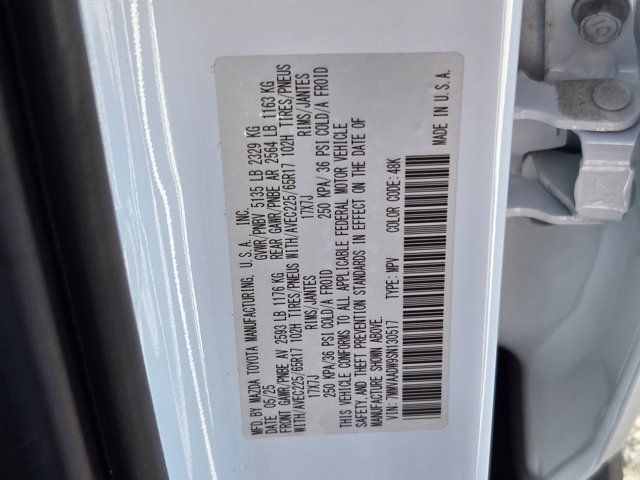 MFD.BY MAZDA TOYOTA MANUFACTURING, U.S.A. INC.
DATE 05/25 GVWR/PNBV 5135 LB 2329 KG
FRONT GAWR/PNBE AV 2593 LB 1176 KG REAR GAWR/PNBE AR 2564 LB 1163 KG
WITH/AVEC225/65R17 102H TIRES/PNEUS WITH/AVEC225/65R17 102H TIRES/PNEUS
17X7J RIMS/JANTES 17X7J RIMS/JANTES
250 KPA/36 PSI COLD/A FROID 250 KPA/ 36 PSI COLD/A FROID
THIS VEHICLE CONFORMS TO ALL APPLICABLE FEDERAL MOTOR VEHICLE
SAFETY, AND THEFT PREVENTION STANDARDS IN EFFECT ON THE DATE OF
MANUFACTURE SHOWN ABOVE.
VIN: 7MMVAADW9SN130517 TYPE: MPV COLOR CODE: 48K
MADE IN U.S.A.